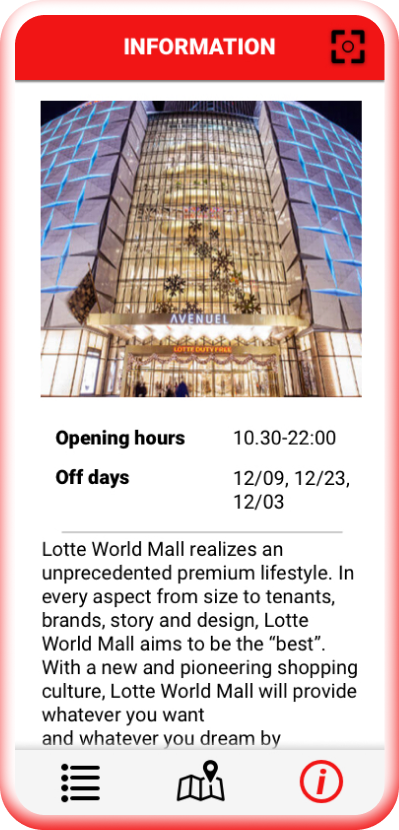 INFORMATION
AVENUEL
LOTTE DUTY FREE
Opening hours 10.30-22:00
Off days 12/09, 12/23,
12/03
Lotte World Mall realizes an
unprecedented premium lifestyle. In
every aspect from size to tenants,
brands, story and design, Lotte
World Mall aims to be the “best”.
With a new and pioneering shopping
culture, Lotte World Mall will provide
whatever you want
and whatever you dream by